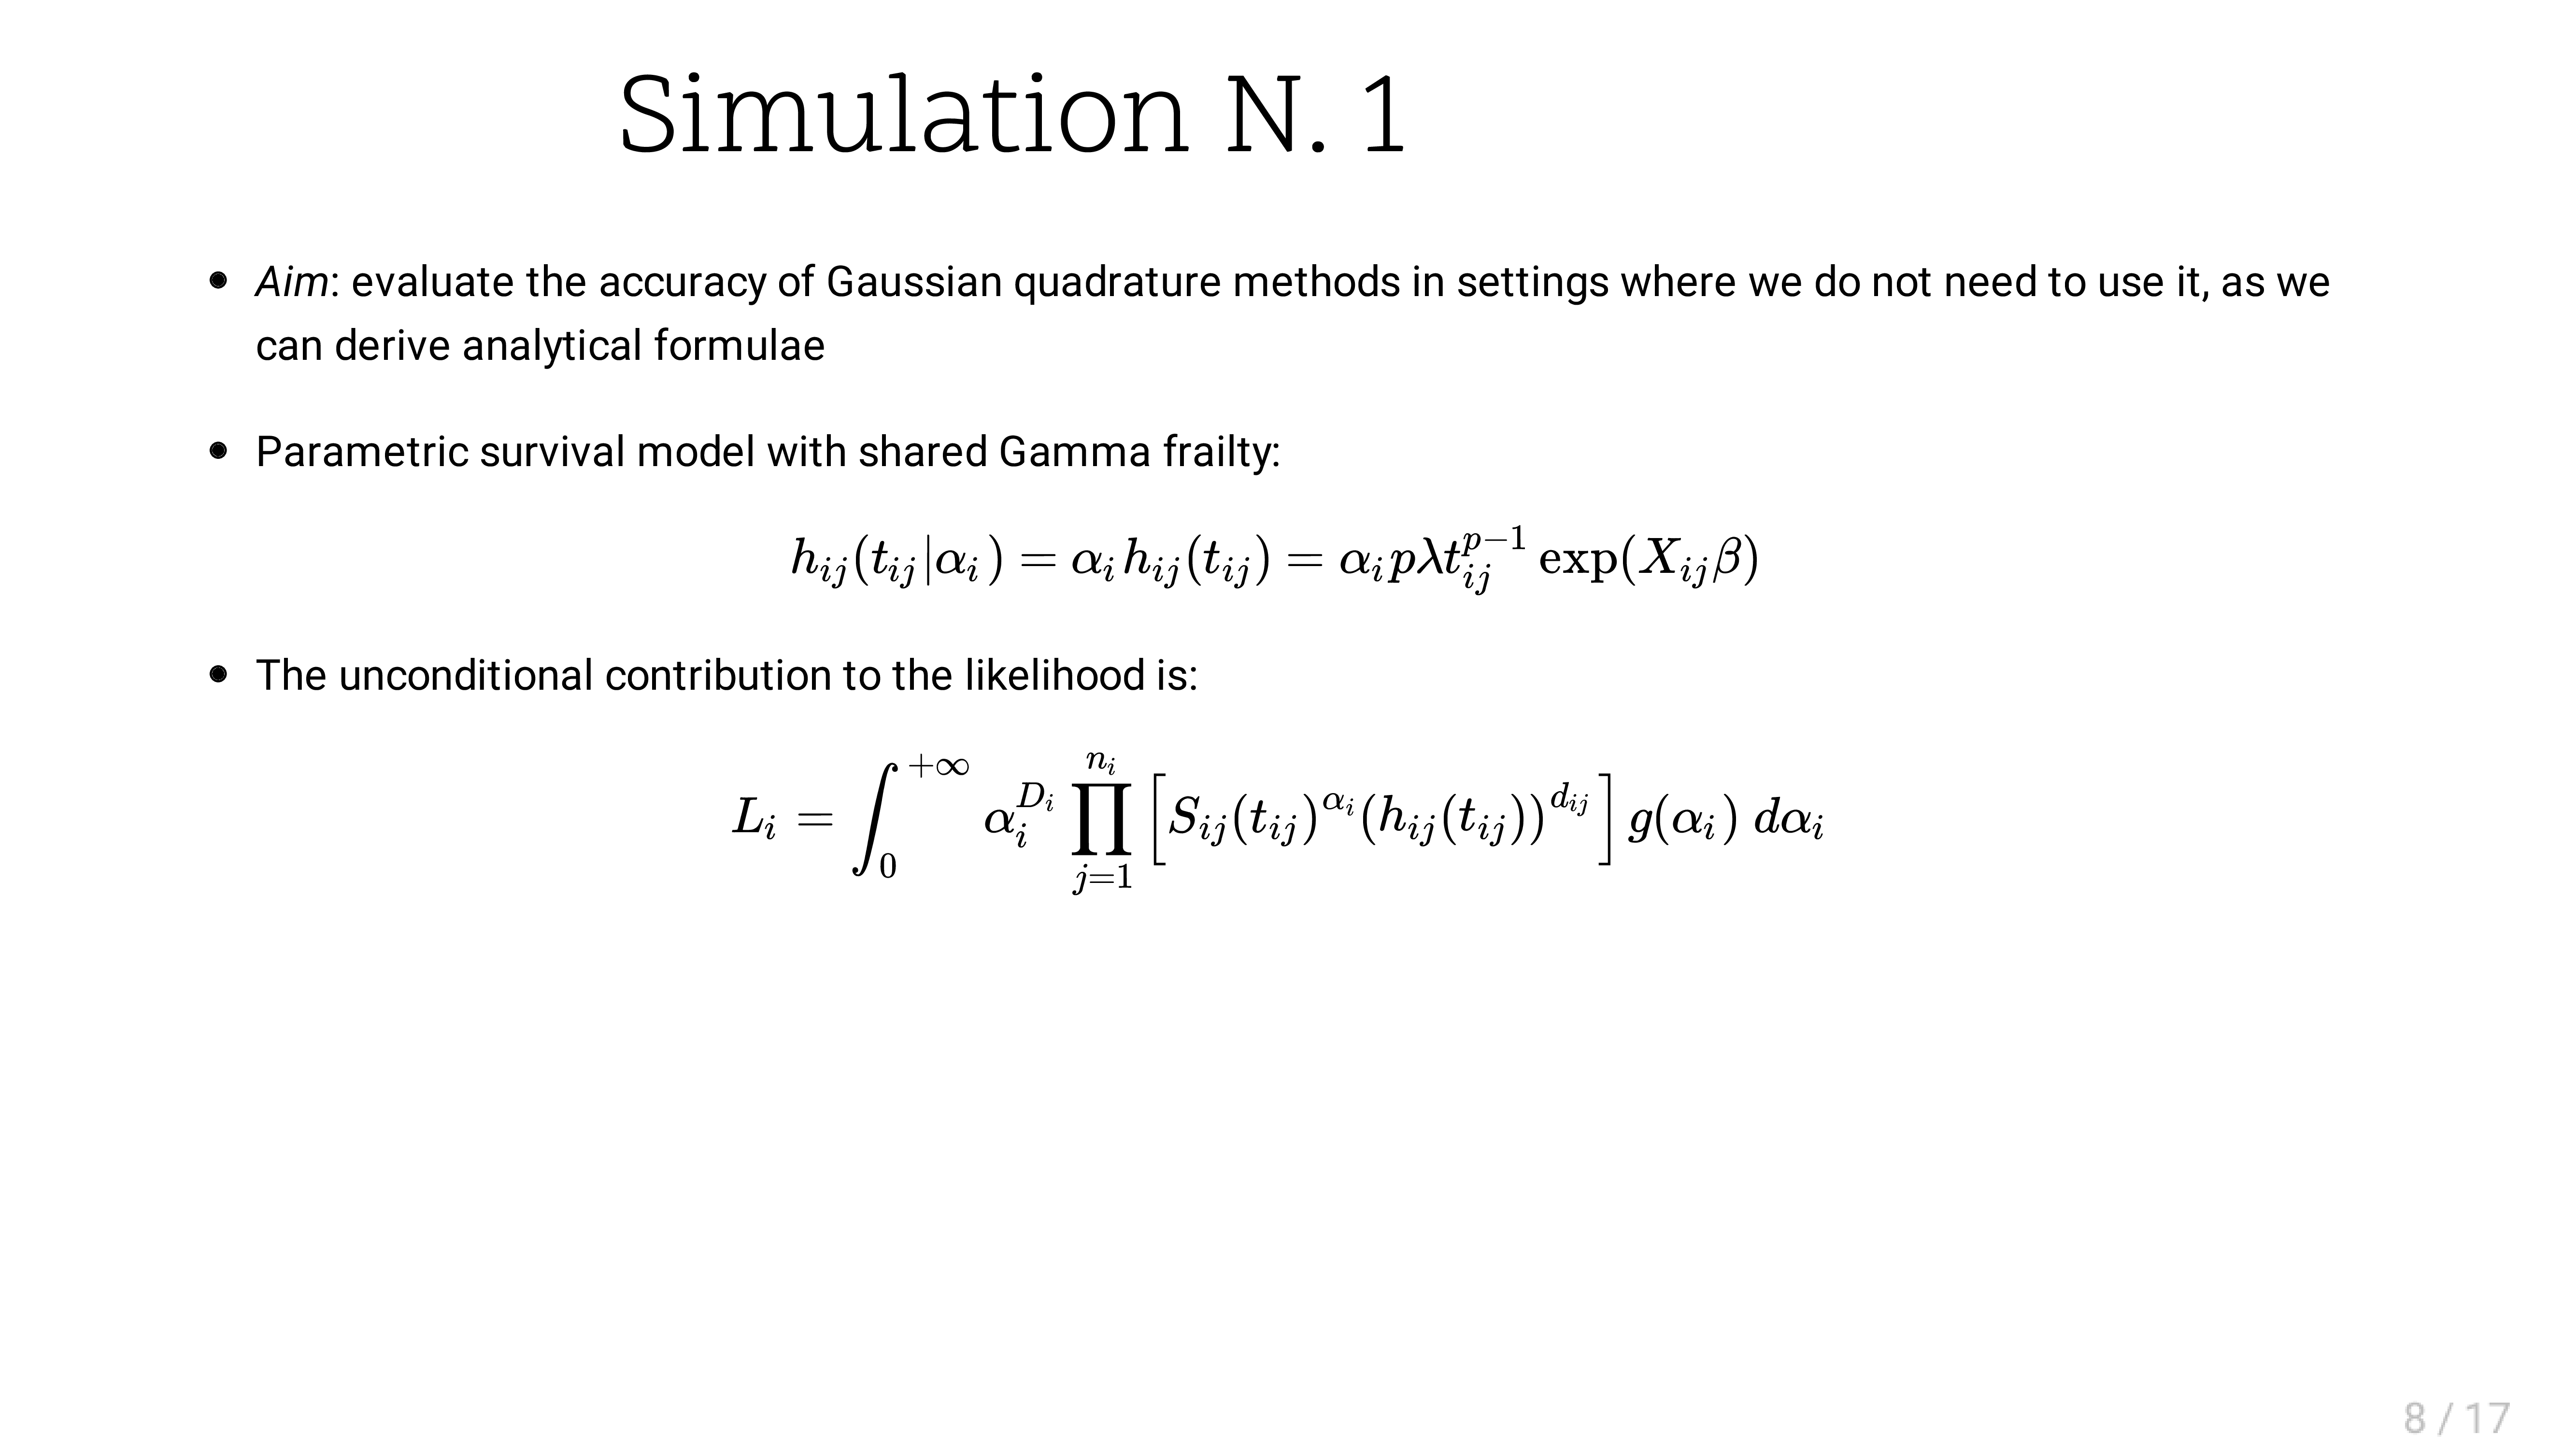 Simulation N. 1
• Aim: evaluate the accuracy of Gaussian quadrature methods in settings where we do not need to use it, as we
can derive analytical formulae
• Parametric survival model with shared Gamma frailty:
$h_{ij}(t_{ij}|\alpha_i) = \alpha_i h_{ij}(t_{ij}) = \alpha_i p\lambda t_{ij}^{p-1} \exp(X_{ij}\beta)$
• The unconditional contribution to the likelihood is:
$L_i = \int_0^{+\infty} \alpha_i^{D_i} \prod_{j=1}^{n_i} \left[ S_{ij}(t_{ij})^{\alpha_i} (h_{ij}(t_{ij}))^{d_{ij}} \right] g(\alpha_i) \, d\alpha_i$
8 / 17